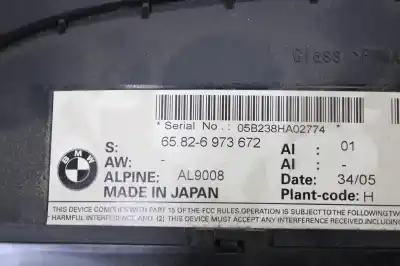 * Serial No.: 05B238HA02774 *
BMW
S: 65.82-6 973 672 AI : 01
AW: - AI : -
ALPINE: AL9008 Date: 34/05
MADE IN JAPAN Plant-code: H
THIS DEVICE COMPLIES WITH PART 15 OF THE FCC RULES. OPERATION IS SUBJECT TO THE FOLLOWING TWO
HARMFUL INTERFERENCE, AND (2) THIS DEVICE MUST ACCEPT ANY INTERFERENCE RECEIVED, INCLUDING IN